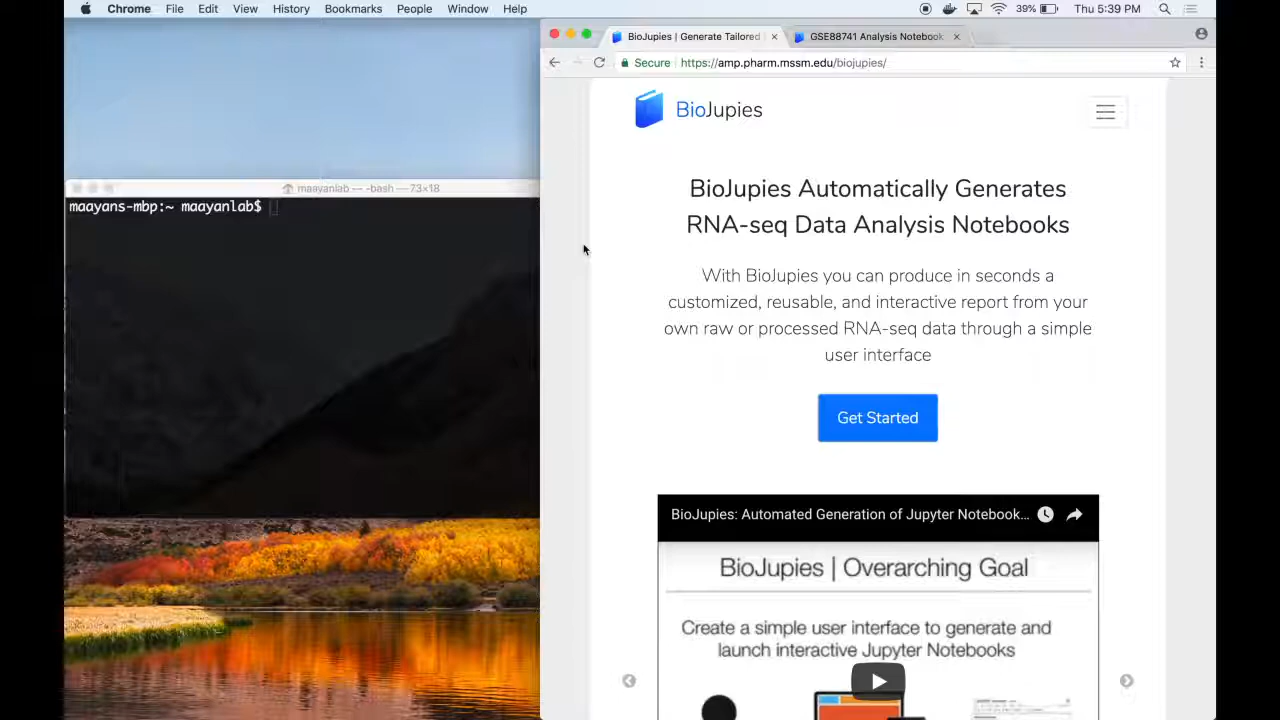 Chrome File Edit View History Bookmarks People Window Help
39% Thu 5:39 PM
maayanlab — -bash — 73×18
maayans-mbp:~ maayanlab$
BioJupies | Generate Tailored
GSE88741 Analysis Notebook
Secure https://amp.pharm.mssm.edu/biojupies/
BioJupies
BioJupies Automatically Generates
RNA-seq Data Analysis Notebooks
With BioJupies you can produce in seconds a
customized, reusable, and interactive report from your
own raw or processed RNA-seq data through a simple
user interface
Get Started
BioJupies: Automated Generation of Jupyter Notebook...
BioJupies | Overarching Goal
Create a simple user interface to generate and
launch interactive Jupyter Notebooks